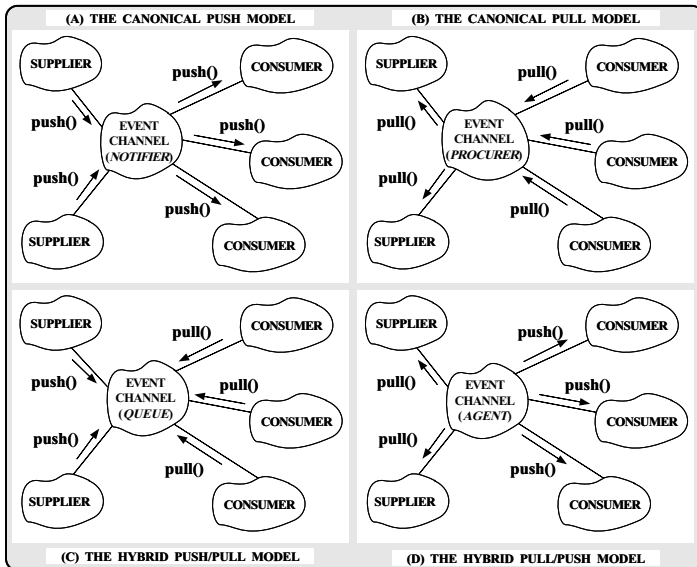 (A) THE CANONICAL PUSH MODEL
SUPPLIER
push()
push()
CONSUMER
EVENT
CHANNEL
(NOTIFIER)
push()
CONSUMER
push()
push()
SUPPLIER
CONSUMER
(B) THE CANONICAL PULL MODEL
SUPPLIER
pull()
CONSUMER
pull()
EVENT
CHANNEL
(PROCURER)
pull()
CONSUMER
pull()
pull()
SUPPLIER
CONSUMER
SUPPLIER
pull()
CONSUMER
push()
EVENT
CHANNEL
(QUEUE)
pull()
CONSUMER
push()
pull()
SUPPLIER
CONSUMER
(C) THE HYBRID PUSH/PULL MODEL
SUPPLIER
push()
CONSUMER
pull()
EVENT
CHANNEL
(AGENT)
push()
CONSUMER
pull()
push()
SUPPLIER
CONSUMER
(D) THE HYBRID PULL/PUSH MODEL